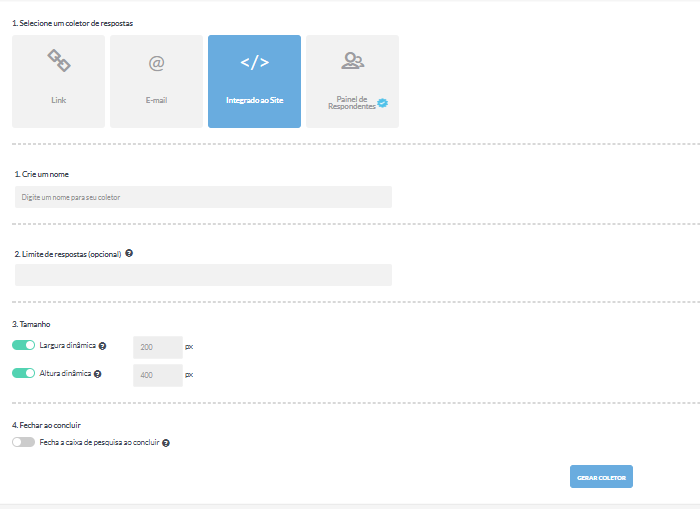 1. Selecione um coletor de respostas
@
</>
Link
E-mail
Integrado ao Site
Painel de
Respondentes
1. Crie um nome
Digite um nome para seu coletor
2. Limite de respostas (opcional) ?
3. Tamanho
Largura dinâmica ? 200 px
Altura dinâmica ? 400 px
4. Fechar ao concluir
Fecha a caixa de pesquisa ao concluir ?
GERAR COLETOR